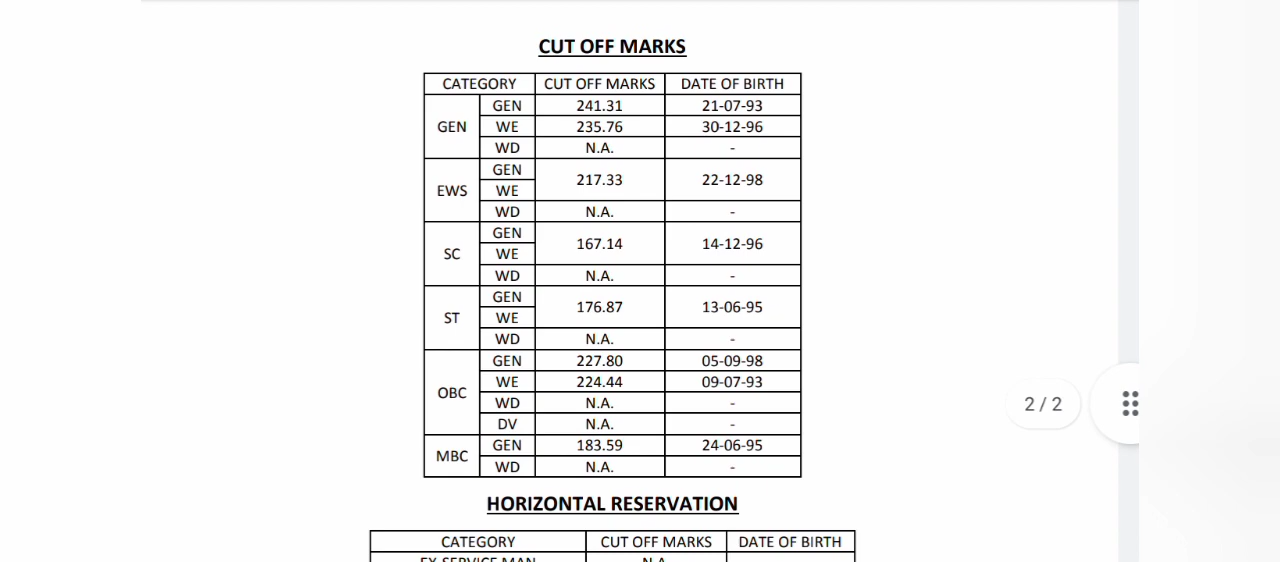 CUT OFF MARKS
CATEGORY CUT OFF MARKS DATE OF BIRTH
GEN GEN 241.31 21-07-93
WE 235.76 30-12-96
WD N.A. -
EWS GEN 217.33 22-12-98
WE
WD N.A. -
SC GEN 167.14 14-12-96
WE
WD N.A. -
ST GEN 176.87 13-06-95
WE
WD N.A. -
OBC GEN 227.80 05-09-98
WE 224.44 09-07-93
WD N.A. -
DV N.A. -
MBC GEN 183.59 24-06-95
WD N.A. -
2 / 2
HORIZONTAL RESERVATION
CATEGORY CUT OFF MARKS DATE OF BIRTH
EX-SERVICE MAN N.A.